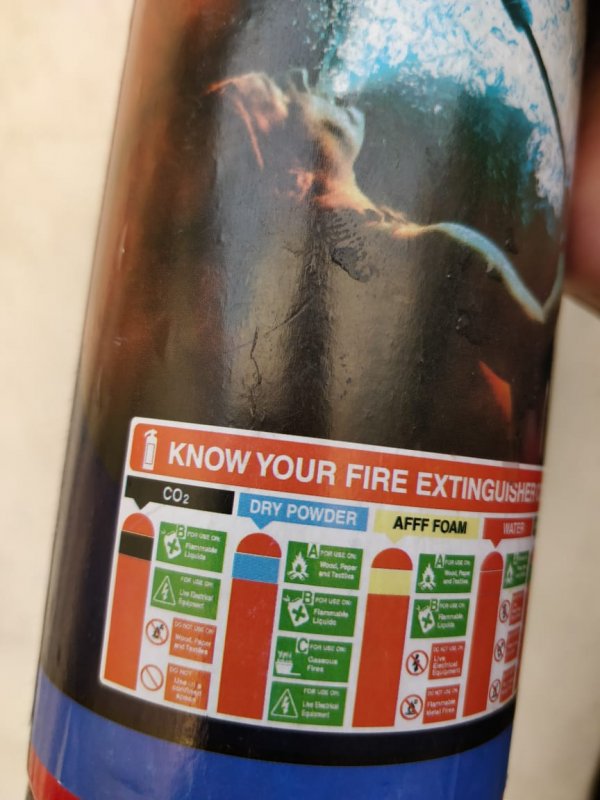 KNOW YOUR FIRE EXTINGUISHER
CO2
B
FOR USE ON:
Flammable
Liquids
FOR USE ON:
Live Electrical
Equipment
DO NOT USE ON:
Wood, Paper
and Textiles
DO NOT
Use in a
confined
space
DRY POWDER
A
FOR USE ON:
Wood, Paper
and Textiles
B
FOR USE ON:
Flammable
Liquids
C
FOR USE ON:
Gaseous
Fires
FOR USE ON:
Live Electrical
Equipment
AFFF FOAM
A
FOR USE ON:
Wood, Paper
and Textiles
B
FOR USE ON:
Flammable
Liquids
DO NOT USE ON:
Live
Electrical
Equipment
DO NOT USE ON:
Flammable
Metal Fires
WATER